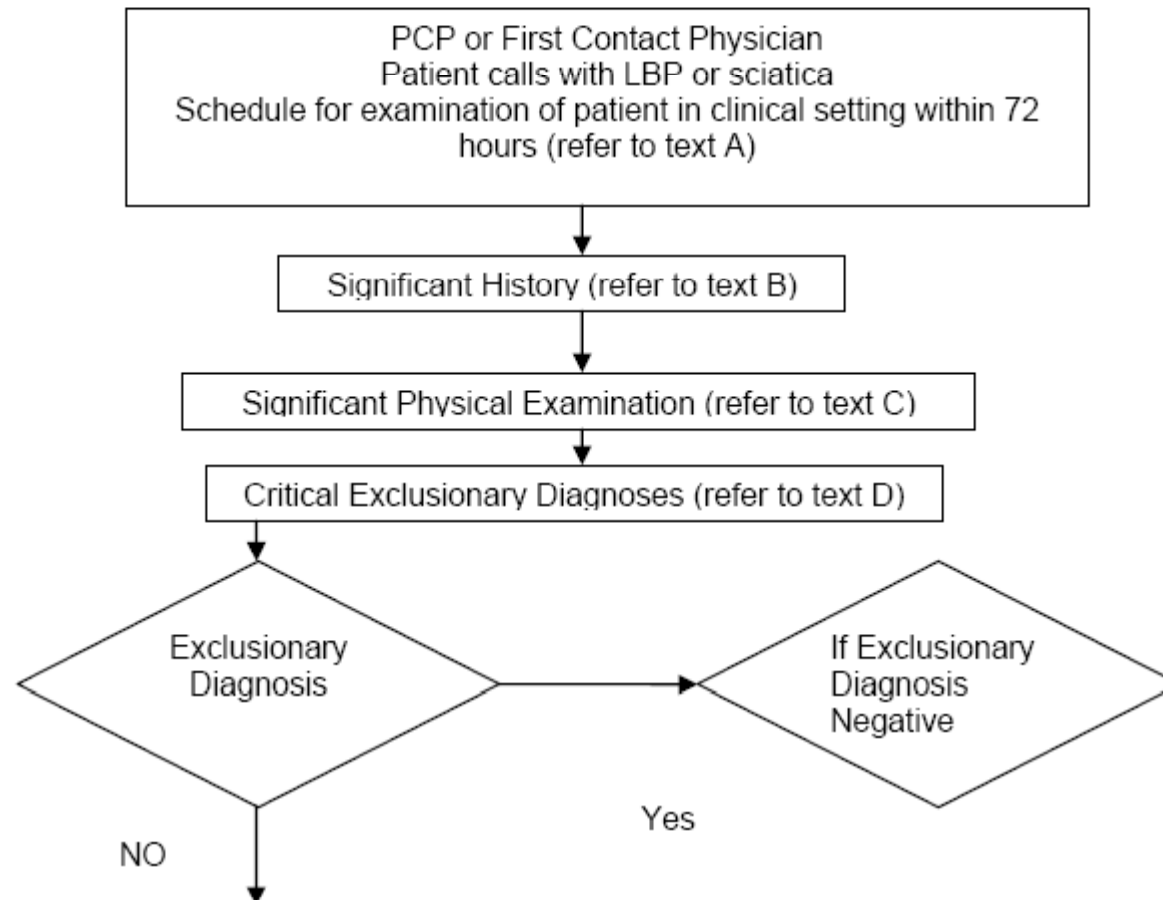 PCP or First Contact Physician
Patient calls with LBP or sciatica
Schedule for examination of patient in clinical setting within 72
hours (refer to text A)
Significant History (refer to text B)
Significant Physical Examination (refer to text C)
Critical Exclusionary Diagnoses (refer to text D)
Exclusionary
Diagnosis
If Exclusionary
Diagnosis
Negative
Yes
NO